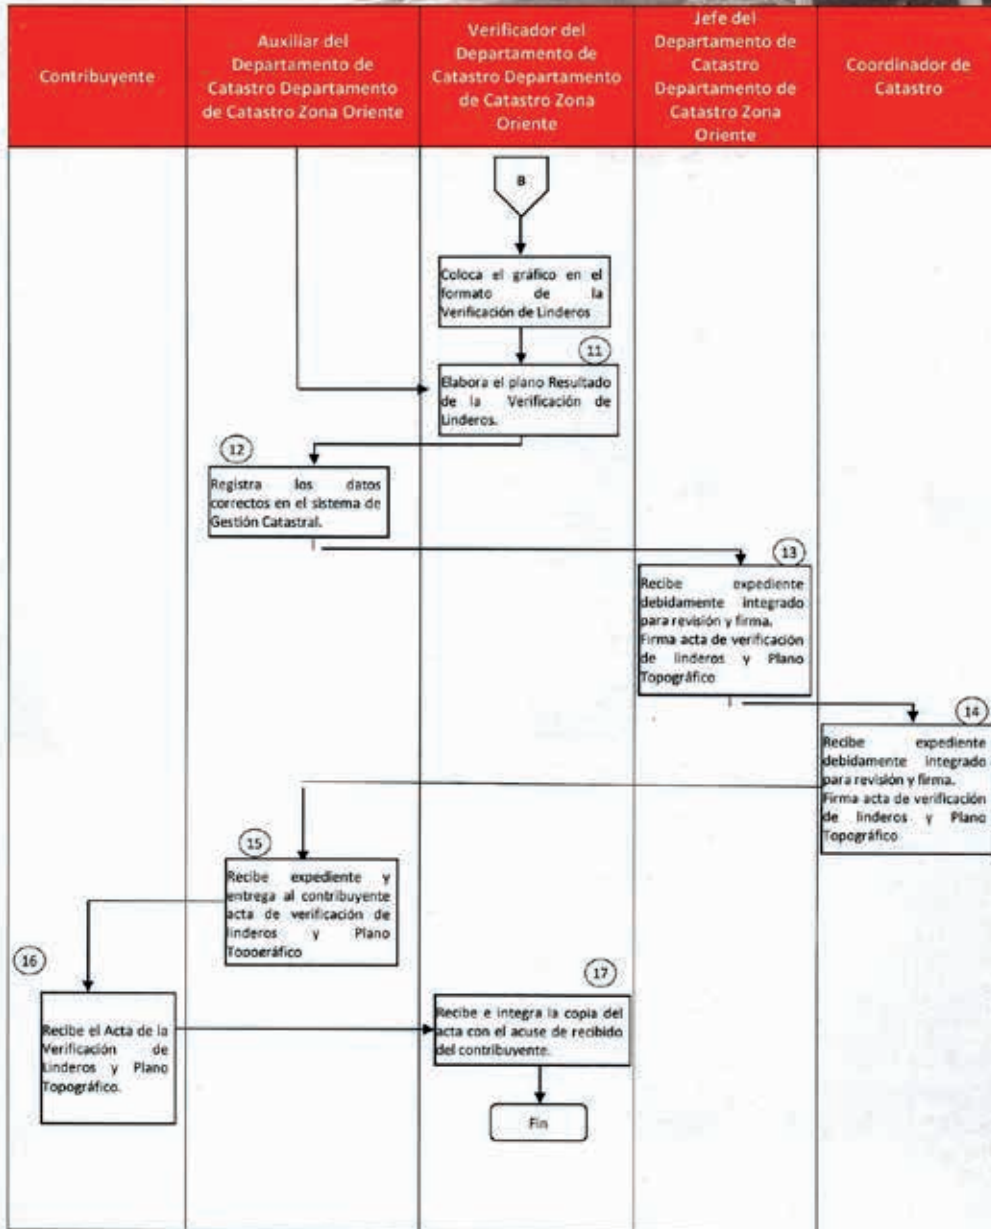 Contribuyente
Auxiliar del
Departamento de
Catastro Departamento
de Catastro Zona Oriente
Verificador del
Departamento de
Catastro Departamento
de Catastro Zona
Oriente
Jefe del
Departamento de
Catastro
Departamento de
Catastro Zona
Oriente
Coordinador de
Catastro
B
Coloca el gráfico en el
formato de la
Verificación de Linderos
11
Elabora el plano Resultado
de la Verificación de
Linderos.
12
Registra los datos
correctos en el sistema de
Gestión Catastral.
13
Recibe expediente
debidamente integrado
para revisión y firma.
Firma acta de verificación
de linderos y Plano
Topográfico
14
Recibe expediente
debidamente integrado
para revisión y firma.
Firma acta de verificación
de linderos y Plano
Topográfico
15
Recibe expediente y
entrega al contribuyente
acta de verificación de
linderos y Plano
Topográfico
16
Recibe el Acta de la
Verificación de
Linderos y Plano
Topográfico.
17
Recibe e integra la copia del
acta con el acuse de recibido
del contribuyente.
Fin